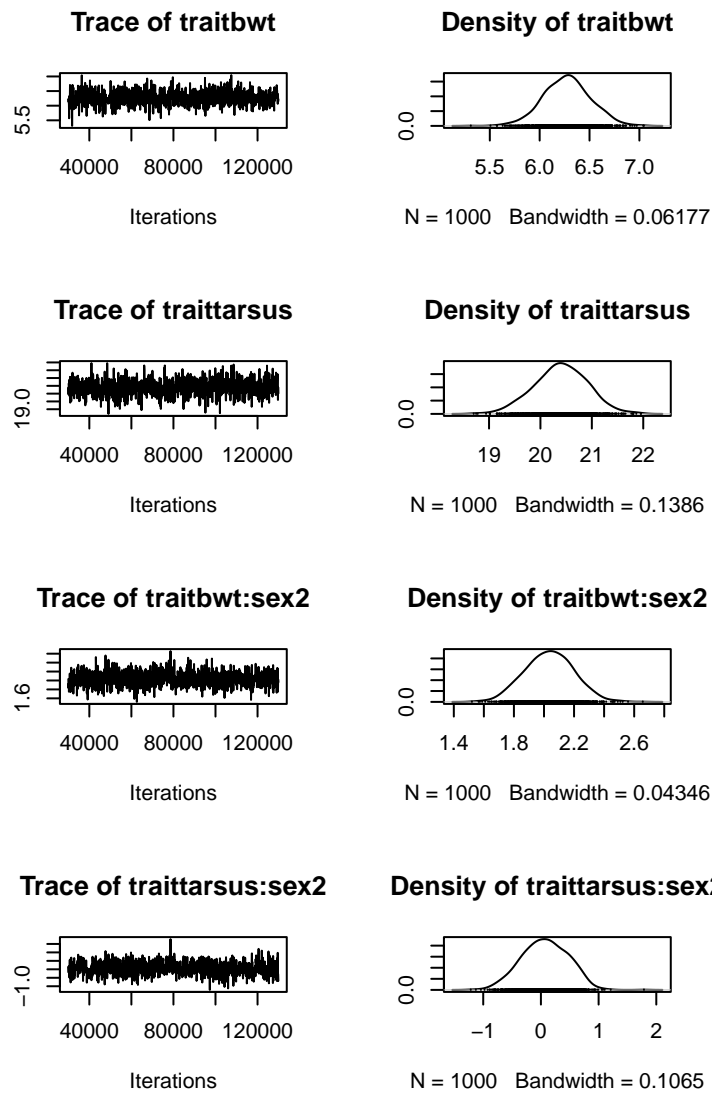 Trace of traitbwt
5.5
40000 80000 120000
Iterations
Density of traitbwt
0.0
5.5 6.0 6.5 7.0
N = 1000 Bandwidth = 0.06177
Trace of traittarsus
19.0
40000 80000 120000
Iterations
Density of traittarsus
0.0
19 20 21 22
N = 1000 Bandwidth = 0.1386
Trace of traitbwt:sex2
1.6
40000 80000 120000
Iterations
Density of traitbwt:sex2
0.0
1.4 1.8 2.2 2.6
N = 1000 Bandwidth = 0.04346
Trace of traittarsus:sex2
−1.0
40000 80000 120000
Iterations
Density of traittarsus:sex2
0.0
−1 0 1 2
N = 1000 Bandwidth = 0.1065